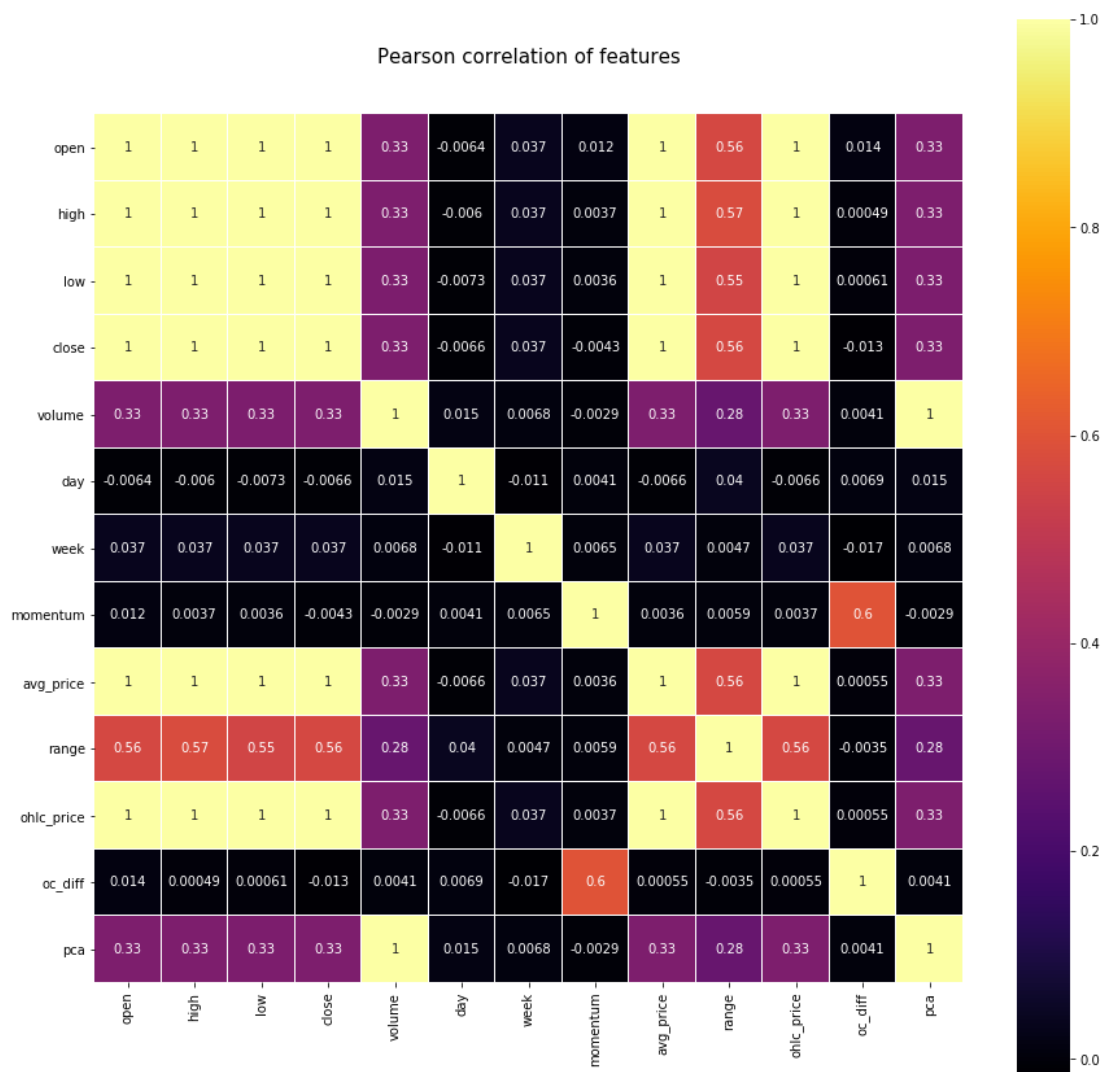 Pearson correlation of features
open 1 1 1 1 0.33 -0.0064 0.037 0.012 1 0.56 1 0.014 0.33
high 1 1 1 1 0.33 -0.006 0.037 0.0037 1 0.57 1 0.00049 0.33
low 1 1 1 1 0.33 -0.0073 0.037 0.0036 1 0.55 1 0.00061 0.33
close 1 1 1 1 0.33 -0.0066 0.037 -0.0043 1 0.56 1 -0.013 0.33
volume 0.33 0.33 0.33 0.33 1 0.015 0.0068 -0.0029 0.33 0.28 0.33 0.0041 1
day -0.0064 -0.006 -0.0073 -0.0066 0.015 1 -0.011 0.0041 -0.0066 0.04 -0.0066 0.0069 0.015
week 0.037 0.037 0.037 0.037 0.0068 -0.011 1 0.0065 0.037 0.0047 0.037 -0.017 0.0068
momentum 0.012 0.0037 0.0036 -0.0043 -0.0029 0.0041 0.0065 1 0.0036 0.0059 0.0037 0.6 -0.0029
avg_price 1 1 1 1 0.33 -0.0066 0.037 0.0036 1 0.56 1 0.00055 0.33
range 0.56 0.57 0.55 0.56 0.28 0.04 0.0047 0.0059 0.56 1 0.56 -0.0035 0.28
ohlc_price 1 1 1 1 0.33 -0.0066 0.037 0.0037 1 0.56 1 0.00055 0.33
oc_diff 0.014 0.00049 0.00061 -0.013 0.0041 0.0069 -0.017 0.6 0.00055 -0.0035 0.00055 1 0.0041
pca 0.33 0.33 0.33 0.33 1 0.015 0.0068 -0.0029 0.33 0.28 0.33 0.0041 1
open high low close volume day week momentum avg_price range ohlc_price oc_diff pca
1.0
0.8
0.6
0.4
0.2
0.0